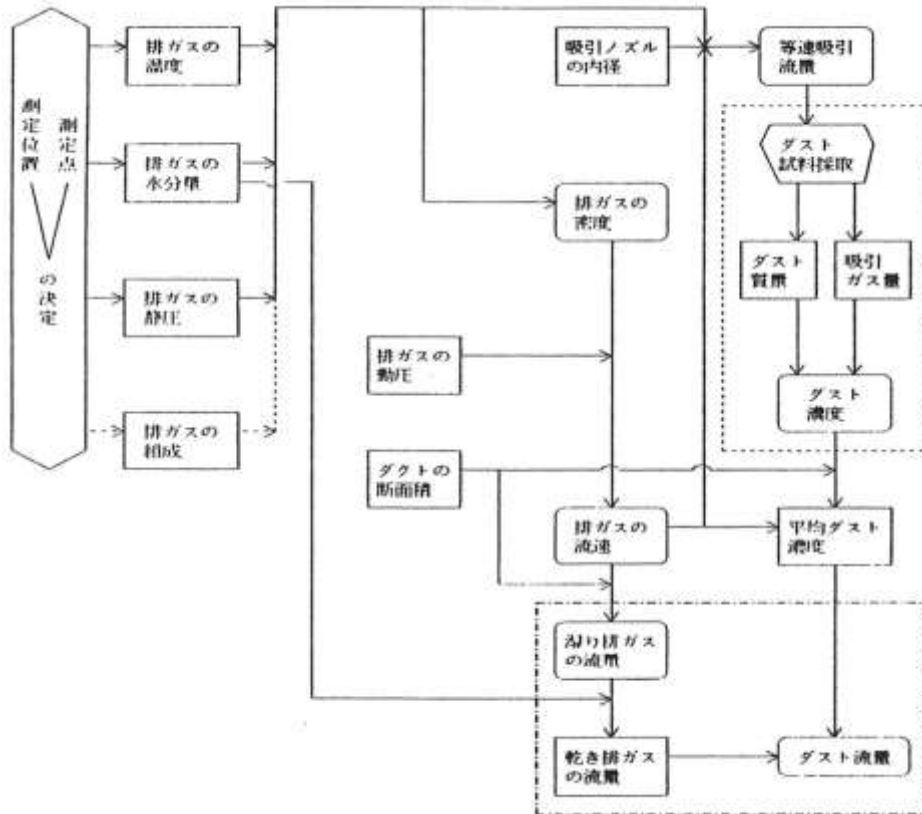 測定位置
測定点
の決定
排ガスの
温度
排ガスの
水分量
排ガスの
静圧
排ガスの
組成
吸引ノズル
の内径
等速吸引
流量
ダスト
試料採取
排ガスの
密度
ダスト
質量
吸引
ガス量
排ガスの
動圧
ダスト
濃度
ダクトの
断面積
排ガスの
流速
平均ダスト
濃度
湿り排ガス
の流量
乾き排ガス
の流量
ダスト流量